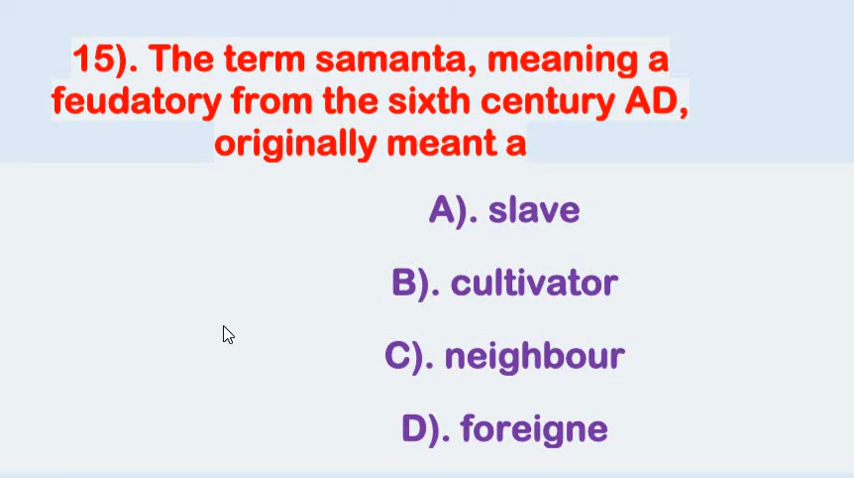 15). The term samanta, meaning a
feudatory from the sixth century AD,
originally meant a
A). slave
B). cultivator
C). neighbour
D). foreigne